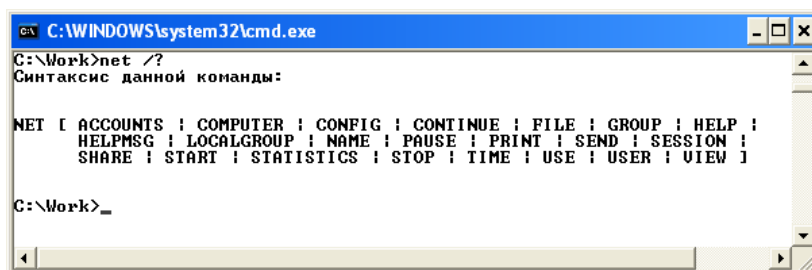 C:\WINDOWS\system32\cmd.exe
C:\Work>net /?
Синтаксис данной команды:
NET [ ACCOUNTS ¦ COMPUTER ¦ CONFIG ¦ CONTINUE ¦ FILE ¦ GROUP ¦ HELP ¦
HELPMSG ¦ LOCALGROUP ¦ NAME ¦ PAUSE ¦ PRINT ¦ SEND ¦ SESSION ¦
SHARE ¦ START ¦ STATISTICS ¦ STOP ¦ TIME ¦ USE ¦ USER ¦ VIEW ]
C:\Work>_